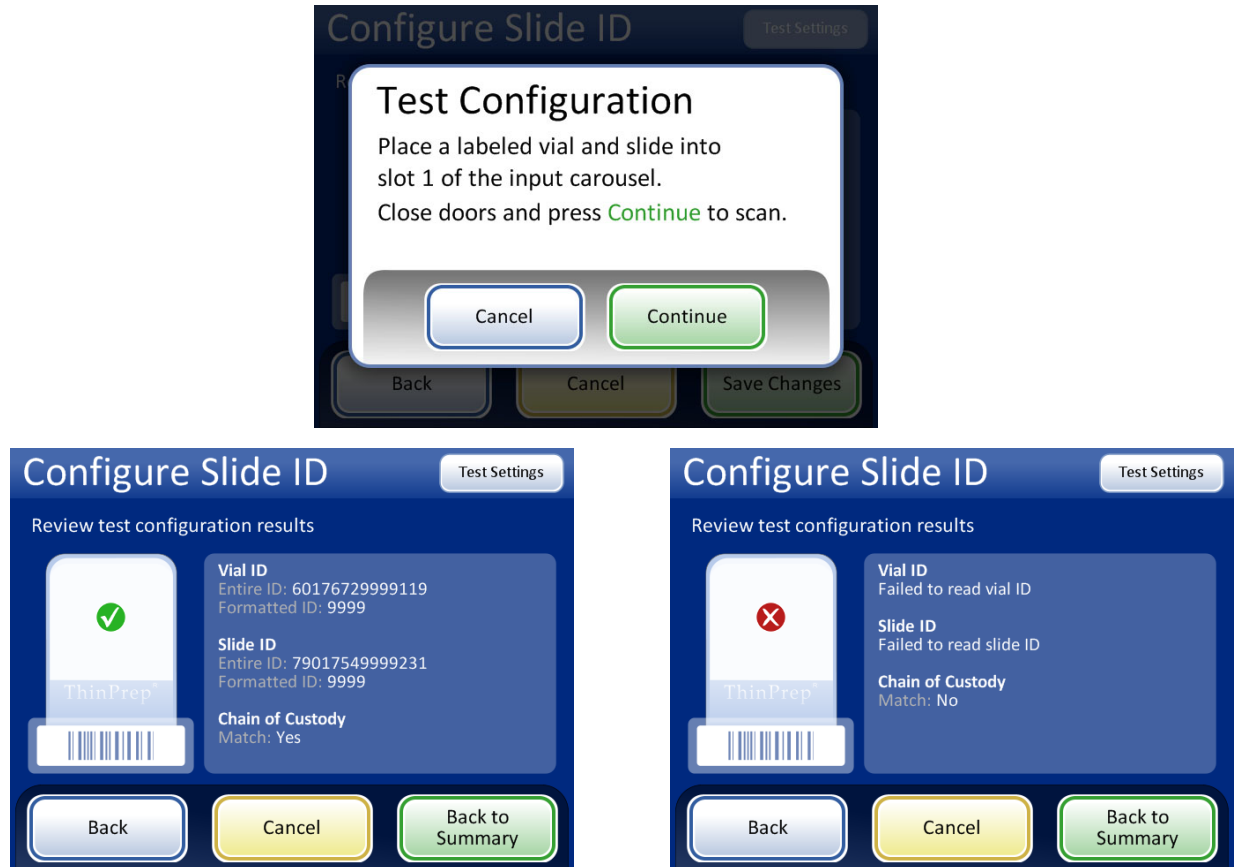 Configure Slide ID
Test Settings
R
Test Configuration
Place a labeled vial and slide into
slot 1 of the input carousel.
Close doors and press Continue to scan.
Cancel
Continue
Back
Cancel
Save Changes
Configure Slide ID
Test Settings
Review test configuration results
ThinPrep®
Vial ID
Entire ID: 60176729999119
Formatted ID: 9999
Slide ID
Entire ID: 79017549999231
Formatted ID: 9999
Chain of Custody
Match: Yes
Back
Cancel
Back to
Summary
Configure Slide ID
Test Settings
Review test configuration results
ThinPrep®
Vial ID
Failed to read vial ID
Slide ID
Failed to read slide ID
Chain of Custody
Match: No
Back
Cancel
Back to
Summary